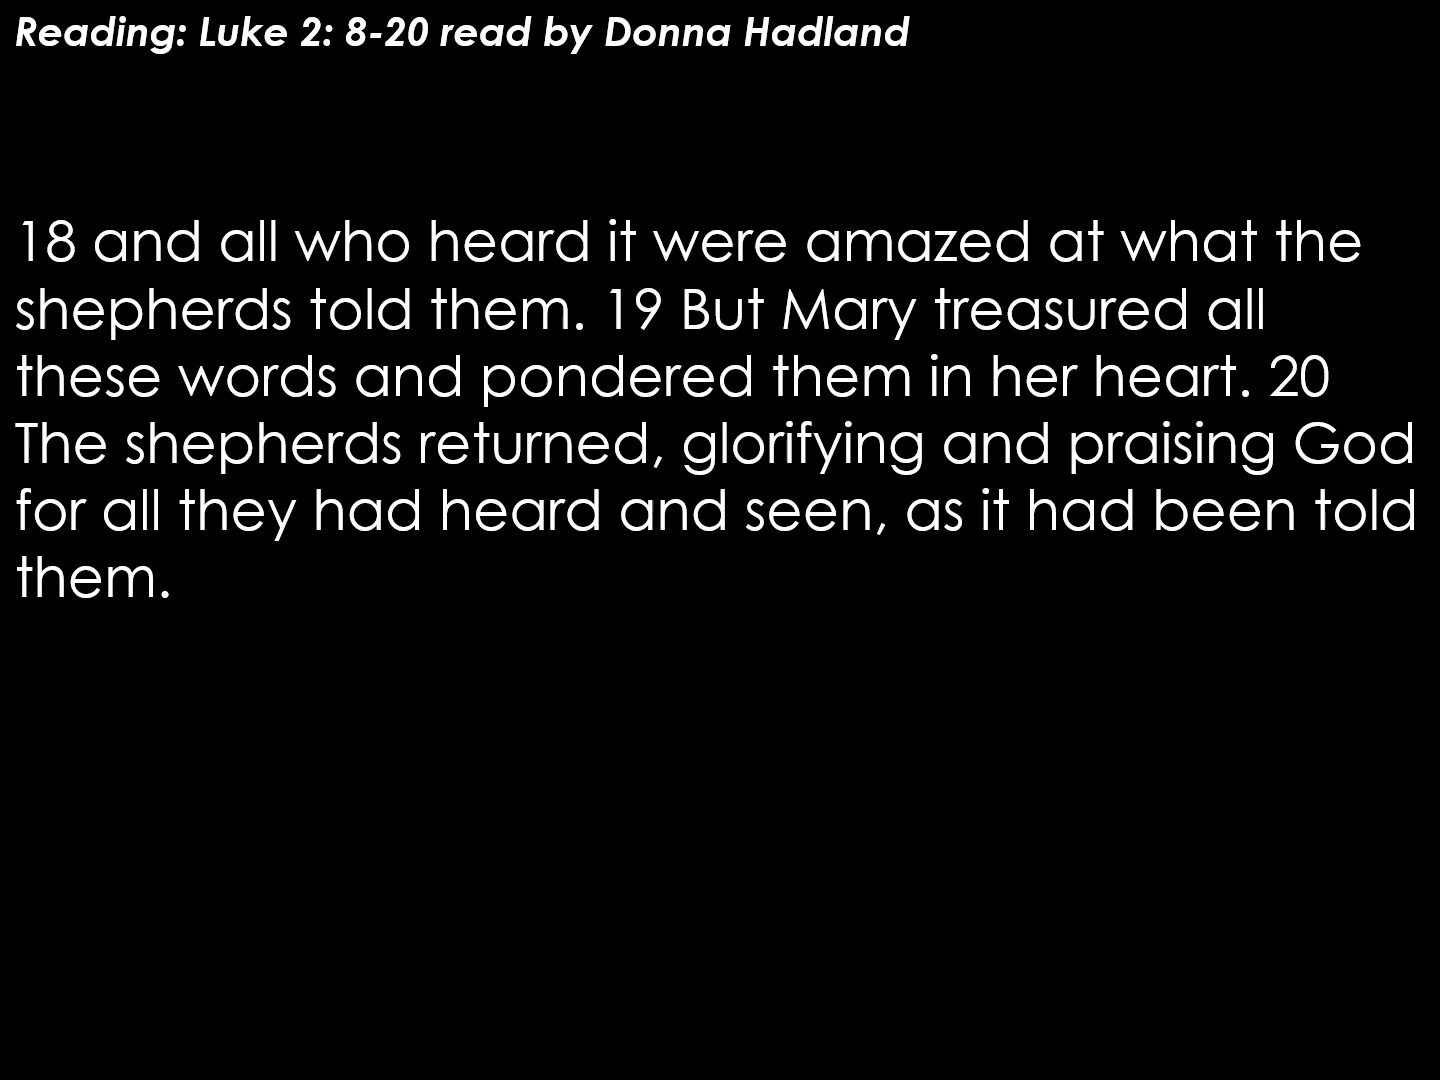 Reading: Luke 2: 8-20 read by Donna Hadland
18 and all who heard it were amazed at what the
shepherds told them. 19 But Mary treasured all
these words and pondered them in her heart. 20
The shepherds returned, glorifying and praising God
for all they had heard and seen, as it had been told
them.